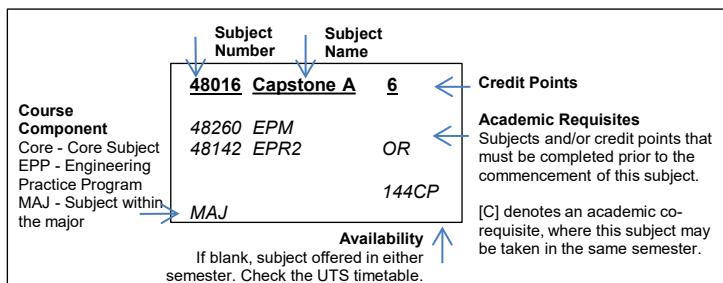 Subject Number
Subject Name
48016 Capstone A 6
Credit Points
48260 EPM
48142 EPR2 OR
144CP
MAJ
Course Component
Core - Core Subject
EPP - Engineering
Practice Program
MAJ - Subject within
the major
Academic Requisites
Subjects and/or credit points that
must be completed prior to the
commencement of this subject.
[C] denotes an academic co-
requisite, where this subject may
be taken in the same semester.
Availability
If blank, subject offered in either
semester. Check the UTS timetable.